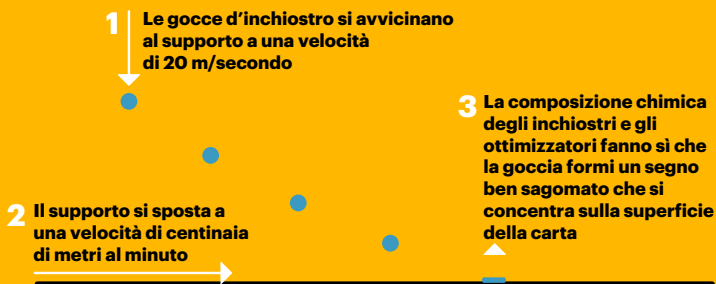 1 Le gocce d'inchiostro si avvicinano
al supporto a una velocità
di 20 m/secondo
2 Il supporto si sposta a
una velocità di centinaia
di metri al minuto
3 La composizione chimica
degli inchiostri e gli
ottimizzatori fanno sì che
la goccia formi un segno
ben sagomato che si
concentra sulla superficie
della carta